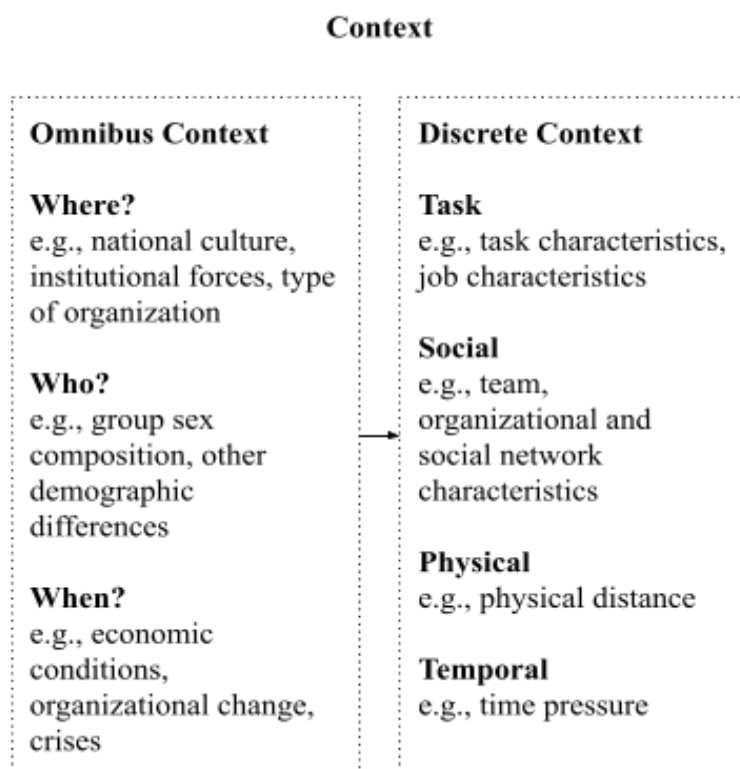 Context
Omnibus Context
Where?
e.g., national culture,
institutional forces, type
of organization
Who?
e.g., group sex
composition, other
demographic
differences
When?
e.g., economic
conditions,
organizational change,
crises
Discrete Context
Task
e.g., task characteristics,
job characteristics
Social
e.g., team,
organizational and
social network
characteristics
Physical
e.g., physical distance
Temporal
e.g., time pressure